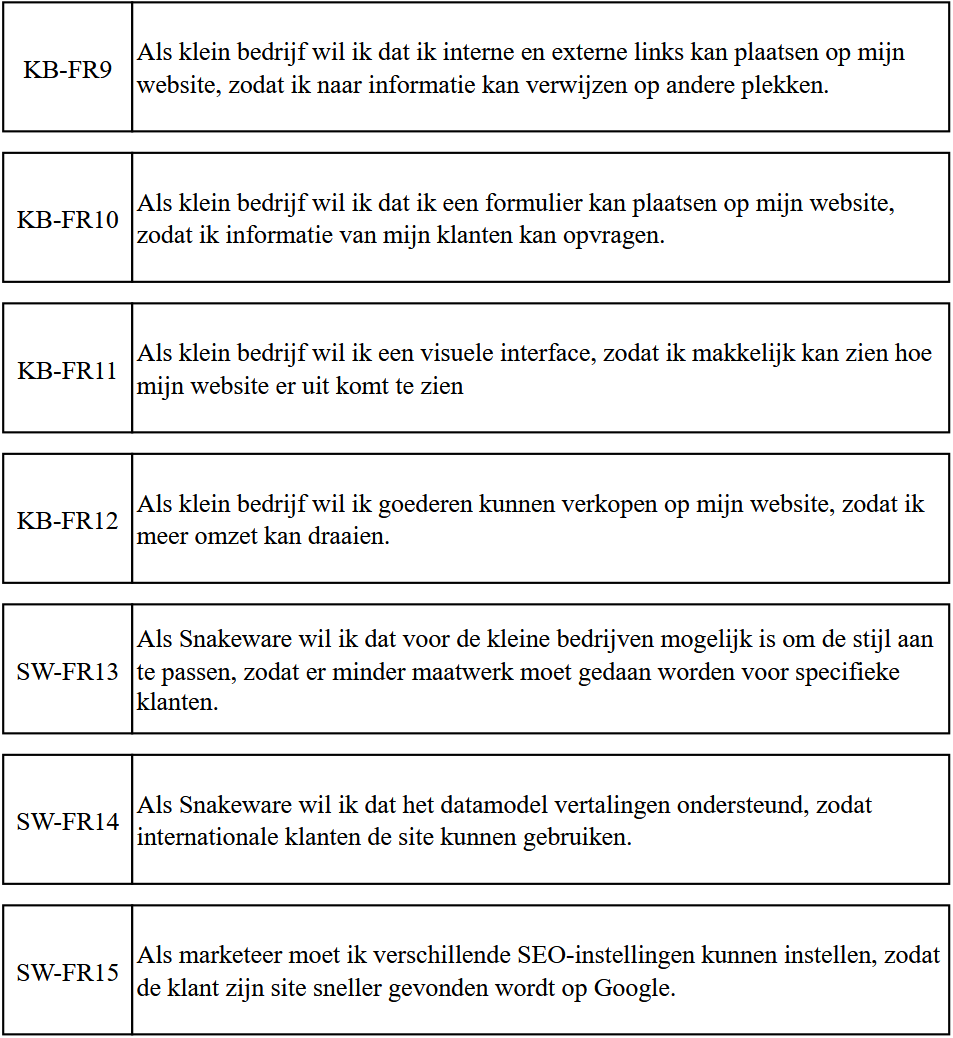 KB-FR9
Als klein bedrijf wil ik dat ik interne en externe links kan plaatsen op mijn
website, zodat ik naar informatie kan verwijzen op andere plekken.
KB-FR10
Als klein bedrijf wil ik dat ik een formulier kan plaatsen op mijn website,
zodat ik informatie van mijn klanten kan opvragen.
KB-FR11
Als klein bedrijf wil ik een visuele interface, zodat ik makkelijk kan zien hoe
mijn website er uit komt te zien
KB-FR12
Als klein bedrijf wil ik goederen kunnen verkopen op mijn website, zodat ik
meer omzet kan draaien.
SW-FR13
Als Snakeware wil ik dat voor de kleine bedrijven mogelijk is om de stijl aan
te passen, zodat er minder maatwerk moet gedaan worden voor specifieke
klanten.
SW-FR14
Als Snakeware wil ik dat het datamodel vertalingen ondersteund, zodat
internationale klanten de site kunnen gebruiken.
SW-FR15
Als marketeer moet ik verschillende SEO-instellingen kunnen instellen, zodat
de klant zijn site sneller gevonden wordt op Google.